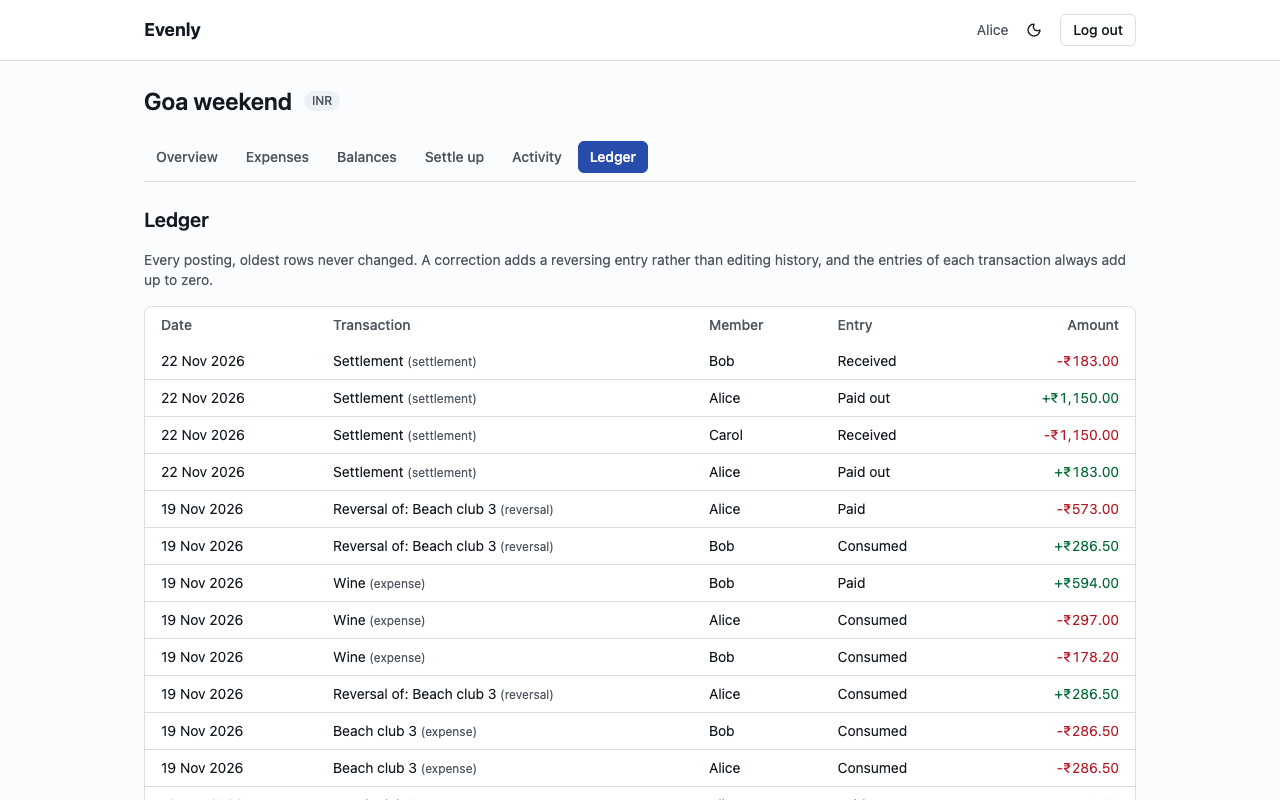 Evenly
Alice
Log out
Goa weekend INR
Overview Expenses Balances Settle up Activity Ledger
Ledger
Every posting, oldest rows never changed. A correction adds a reversing entry rather than editing history, and the entries of each transaction always add
up to zero.
Date Transaction Member Entry Amount
22 Nov 2026 Settlement (settlement) Bob Received -₹183.00
22 Nov 2026 Settlement (settlement) Alice Paid out +₹1,150.00
22 Nov 2026 Settlement (settlement) Carol Received -₹1,150.00
22 Nov 2026 Settlement (settlement) Alice Paid out +₹183.00
19 Nov 2026 Reversal of: Beach club 3 (reversal) Alice Paid -₹573.00
19 Nov 2026 Reversal of: Beach club 3 (reversal) Bob Consumed +₹286.50
19 Nov 2026 Wine (expense) Bob Paid +₹594.00
19 Nov 2026 Wine (expense) Alice Consumed -₹297.00
19 Nov 2026 Wine (expense) Bob Consumed -₹178.20
19 Nov 2026 Reversal of: Beach club 3 (reversal) Alice Consumed +₹286.50
19 Nov 2026 Beach club 3 (expense) Bob Consumed -₹286.50
19 Nov 2026 Beach club 3 (expense) Alice Consumed -₹286.50